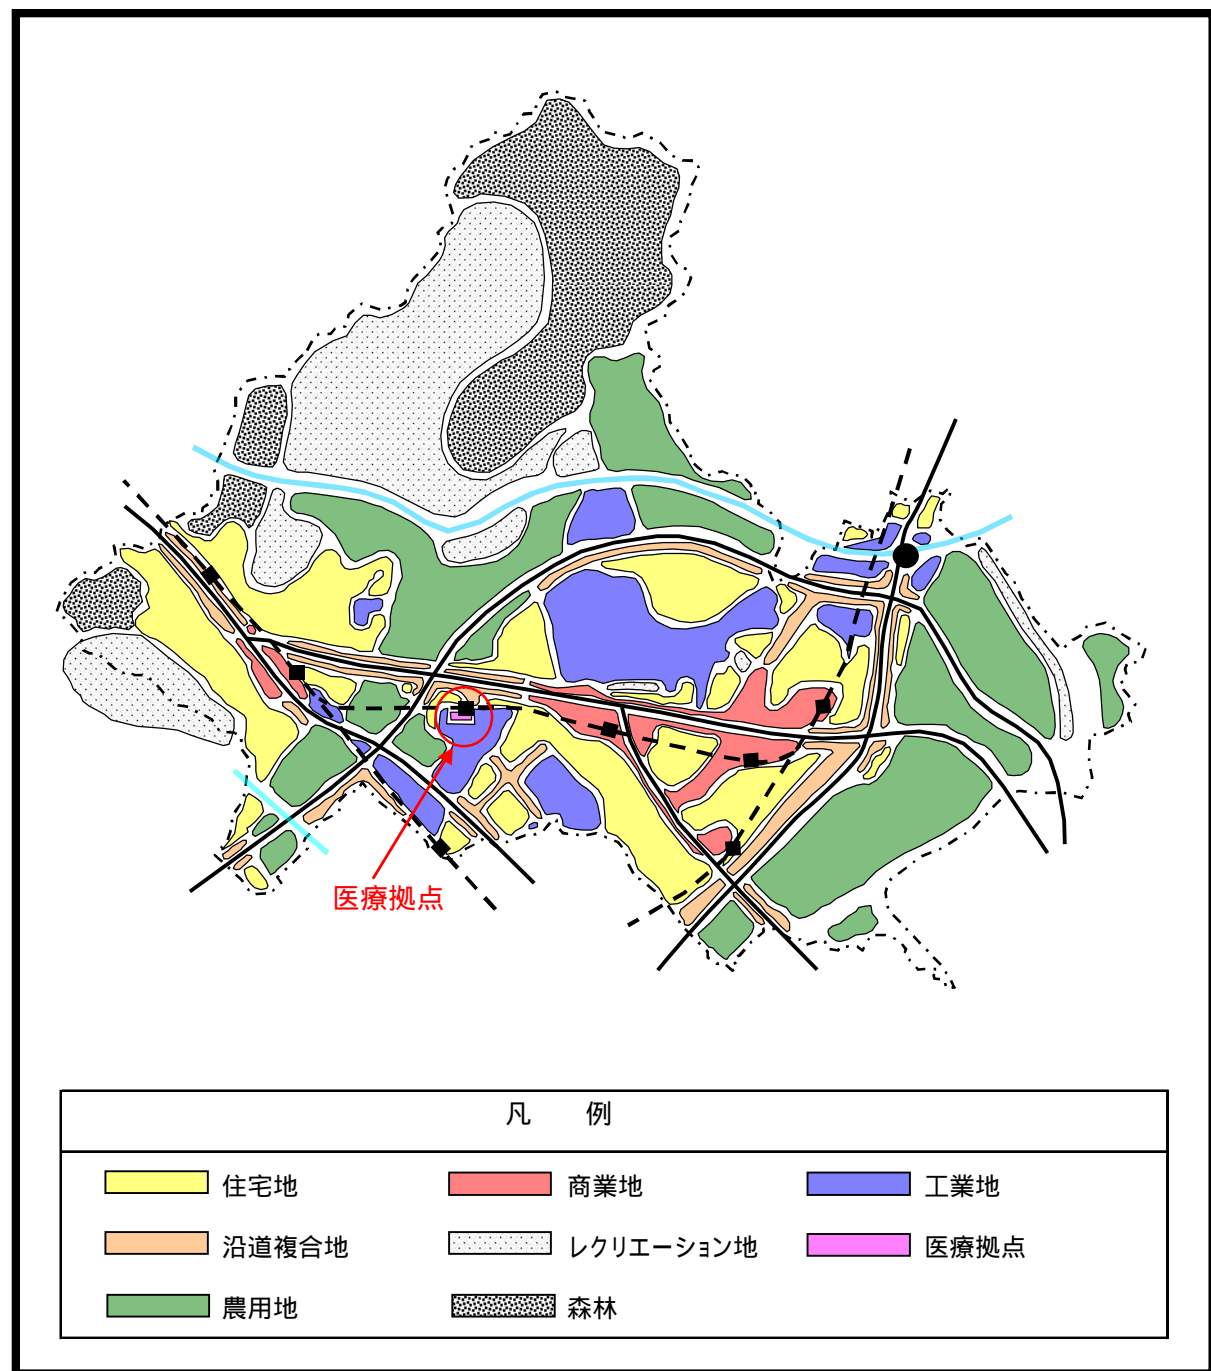 医療拠点
凡 例
住宅地 商業地 工業地
沿道複合地 レクリエーション地 医療拠点
農用地 森林